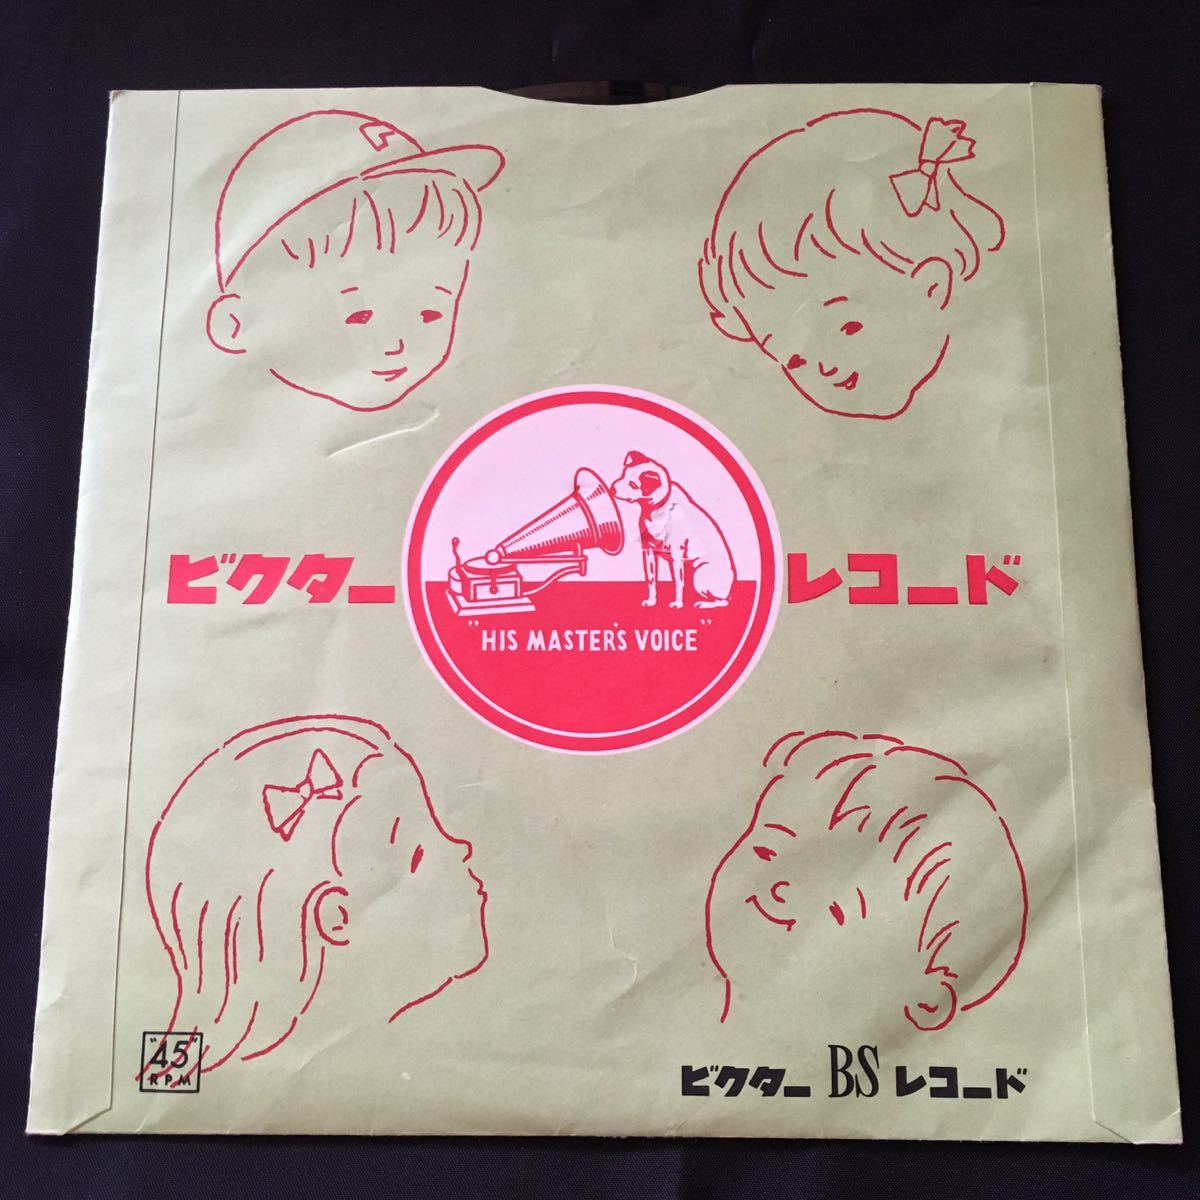 ビクター
レコード
"HIS MASTER'S VOICE"
"45"
RPM
ビクター BS レコード